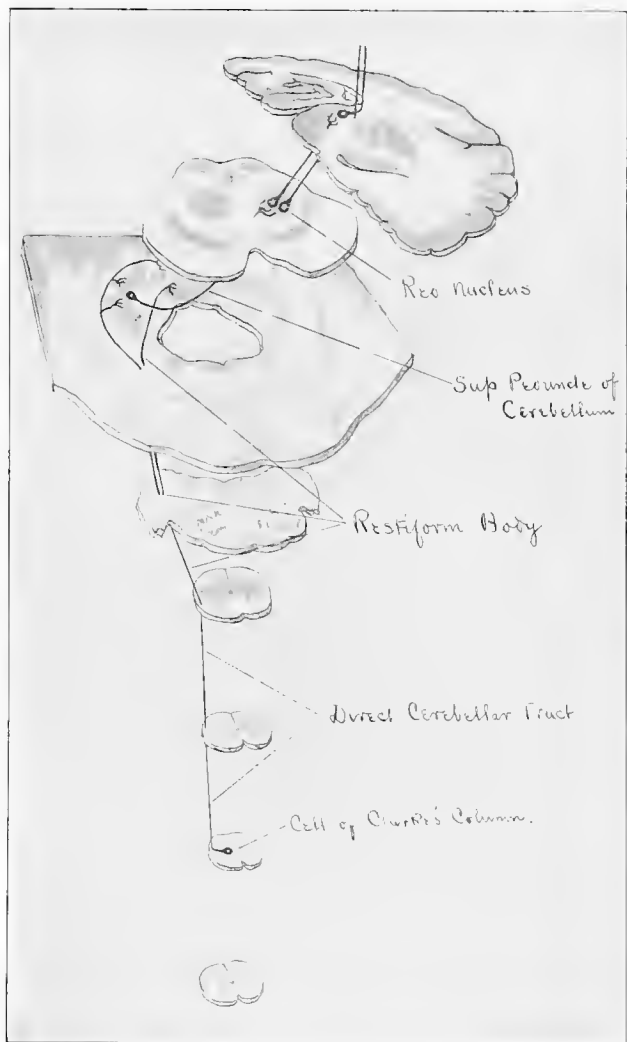 Red Nucleus
Sup Peduncle of
Cerebellum
Restiform Body
Direct Cerebellar Tract
Cell of Clarke's Column.